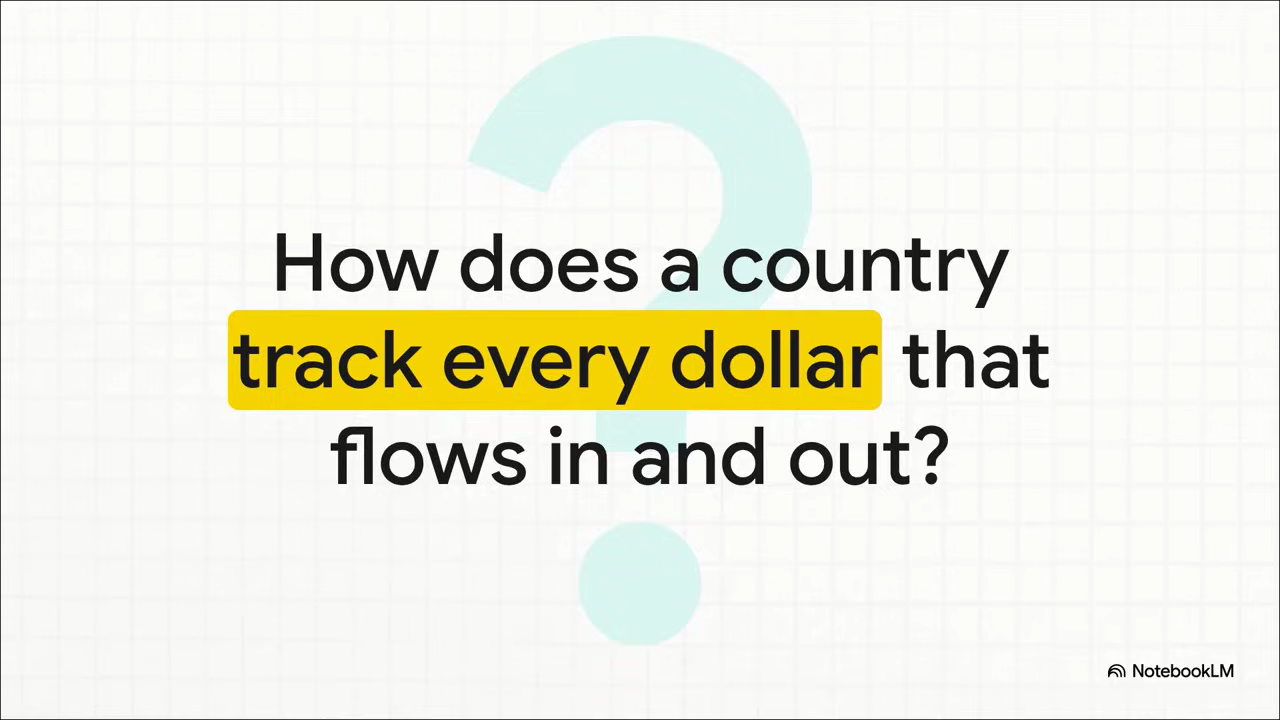 How does a country
track every dollar that
flows in and out?
NotebookLM